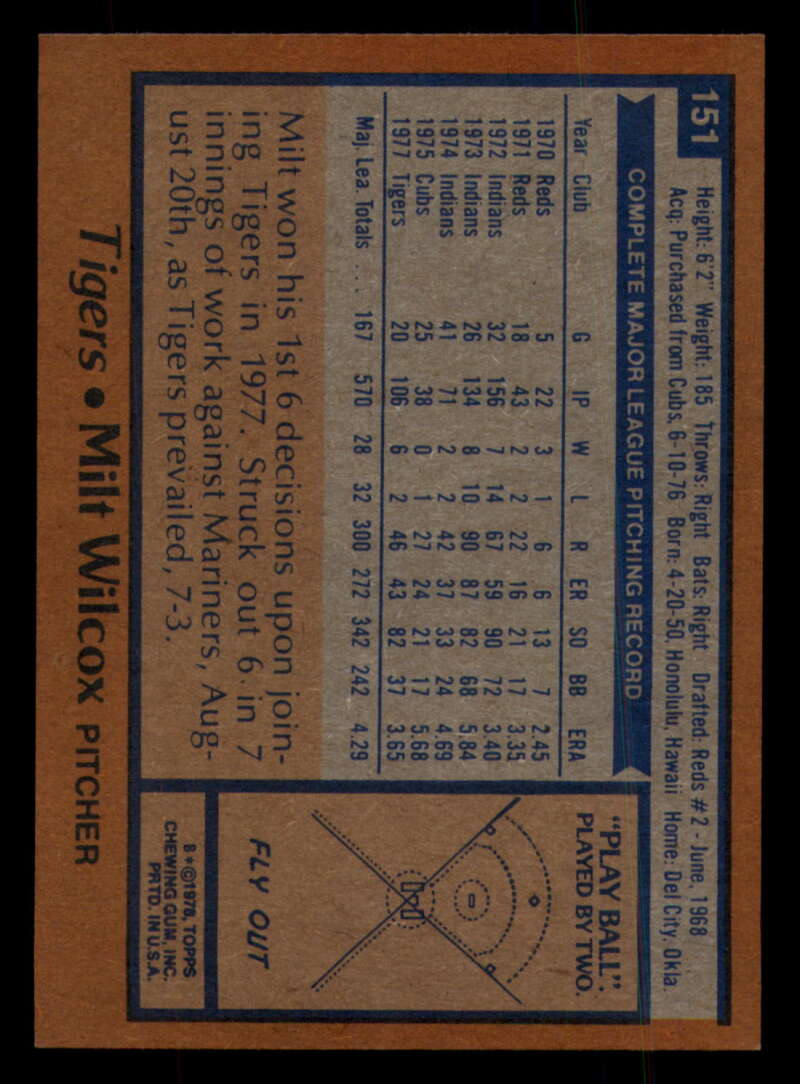 151
Height: 6'2" Weight: 185 Throws: Right Bats: Right Drafted: Reds #2 - June, 1968
Acq: Purchased from Cubs, 6-10-76 Born: 4-20-50, Honolulu, Hawaii Home: Del City, Okla.
COMPLETE MAJOR LEAGUE PITCHING RECORD
Year Club G IP W L R ER SO BB ERA
1970 Reds 5 22 3 1 6 6 13 7 2.45
1971 Reds 18 43 2 2 22 16 21 17 3.35
1972 Indians 32 156 7 14 67 59 90 72 3.40
1973 Indians 26 134 8 10 90 87 82 68 5.84
1974 Indians 41 71 2 2 42 37 33 24 4.69
1975 Cubs 25 38 0 1 27 24 21 17 5.68
1977 Tigers 20 106 6 2 46 43 82 37 3.65
Maj. Lea. Totals ... 167 570 28 32 300 272 342 242 4.29
Milt won his 1st 6 decisions upon join-
ing Tigers in 1977. Struck out 6 in 7
innings of work against Mariners, Aug-
ust 20th, as Tigers prevailed, 7-3.
"PLAY BALL":
PLAYED BY TWO.
FLY OUT
B*©1978, TOPPS
CHEWING GUM, INC.
PRTD. IN U.S.A.
Tigers • Milt Wilcox PITCHER